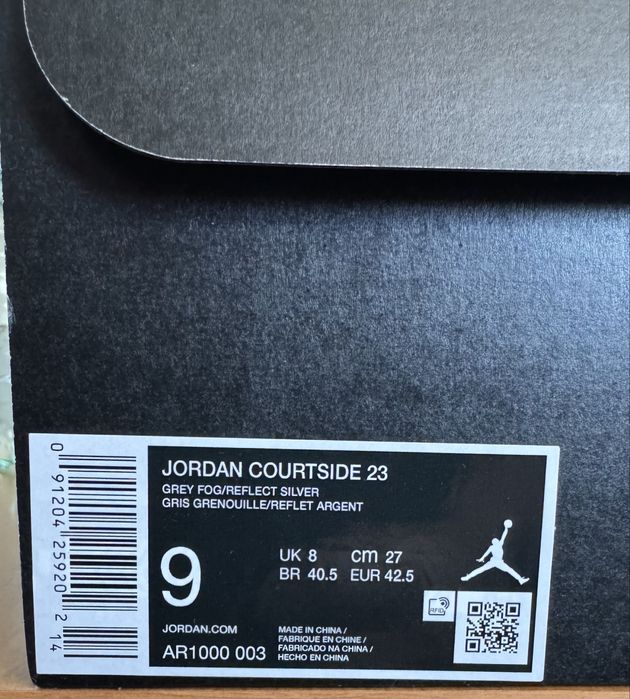 JORDAN COURTSIDE 23
GREY FOG/REFLECT SILVER
GRIS GRENOUILLE/REFLET ARGENT
9
UK 8 cm 27
BR 40.5 EUR 42.5
JORDAN.COM
AR1000 003
MADE IN CHINA /
FABRIQUE EN CHINE /
FABRICADO NA CHINA /
HECHO EN CHINA
RFID
0 91204 25920 2 14